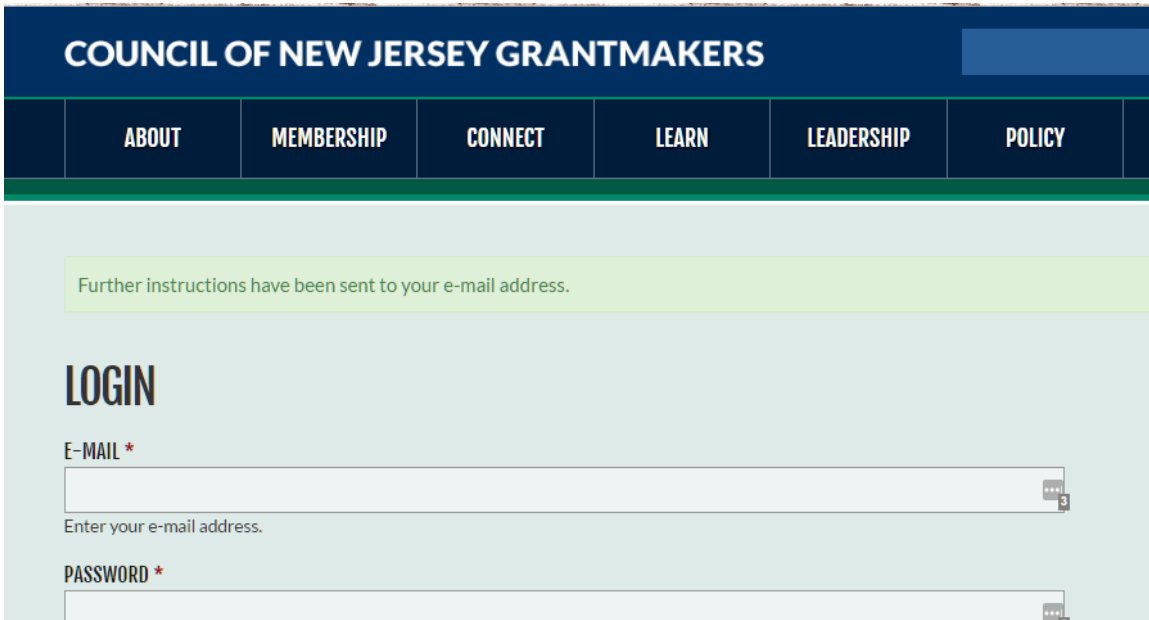 COUNCIL OF NEW JERSEY GRANTMAKERS
ABOUT MEMBERSHIP CONNECT LEARN LEADERSHIP POLICY
Further instructions have been sent to your e-mail address.
LOGIN
E-MAIL *
3
Enter your e-mail address.
PASSWORD *